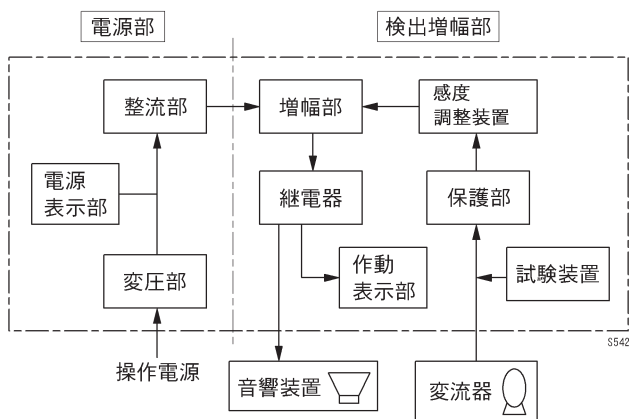 電源部
検出増幅部
整流部
増幅部
感度
調整装置
電源
表示部
継電器
保護部
変圧部
作動
表示部
試験装置
S542
操作電源
音響装置
変流器